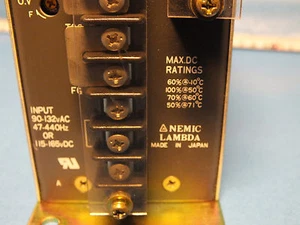 O.V
F
FG
MAX.DC
RATINGS
60%@-10°C
100%@50°C
70%@60°C
50%@71°C
INPUT
90-132VAC
47-440Hz
OR
115-165VDC
NEMIC
LAMBDA
MADE IN JAPAN
A